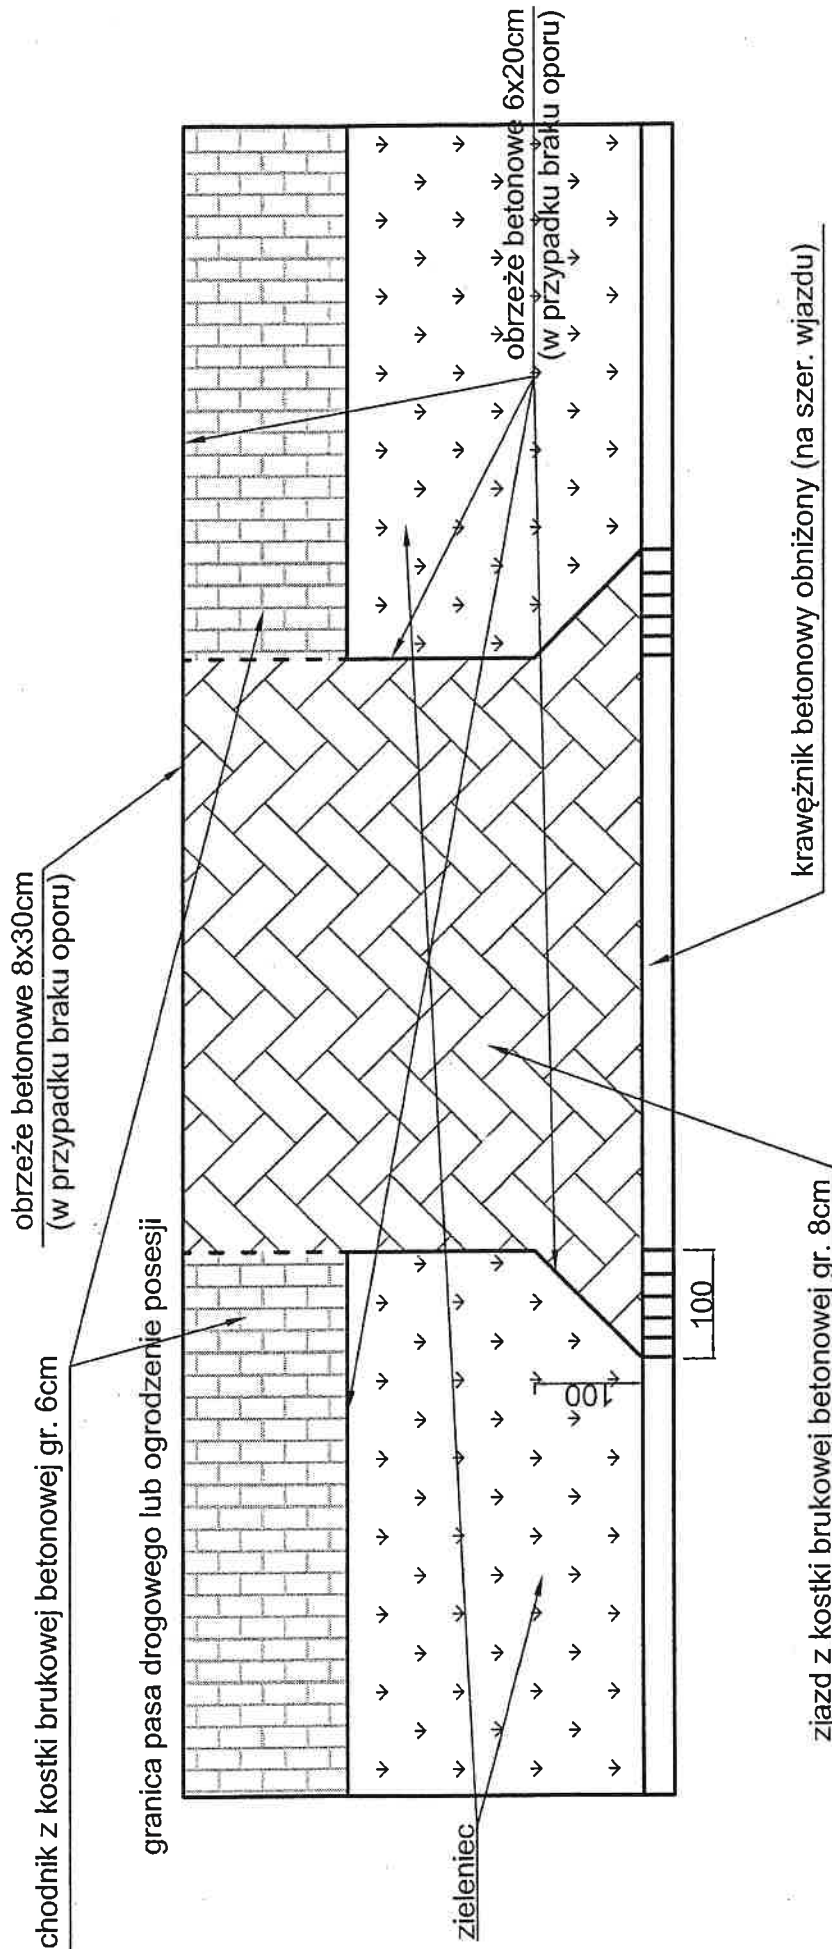 chodnik z kostki brukowej betonowej gr. 6cm
obrzeże betonowe 8x30cm
(w przypadku braku oporu)
granica pasa drogowego lub ogrodzenie posesji
obrzeże betonowe 6x20cm
(w przypadku braku oporu)
zieleniec
100
100
krawężnik betonowy obniżony (na szer. wjazdu)
zjazd z kostki brukowej betonowej gr. 8cm